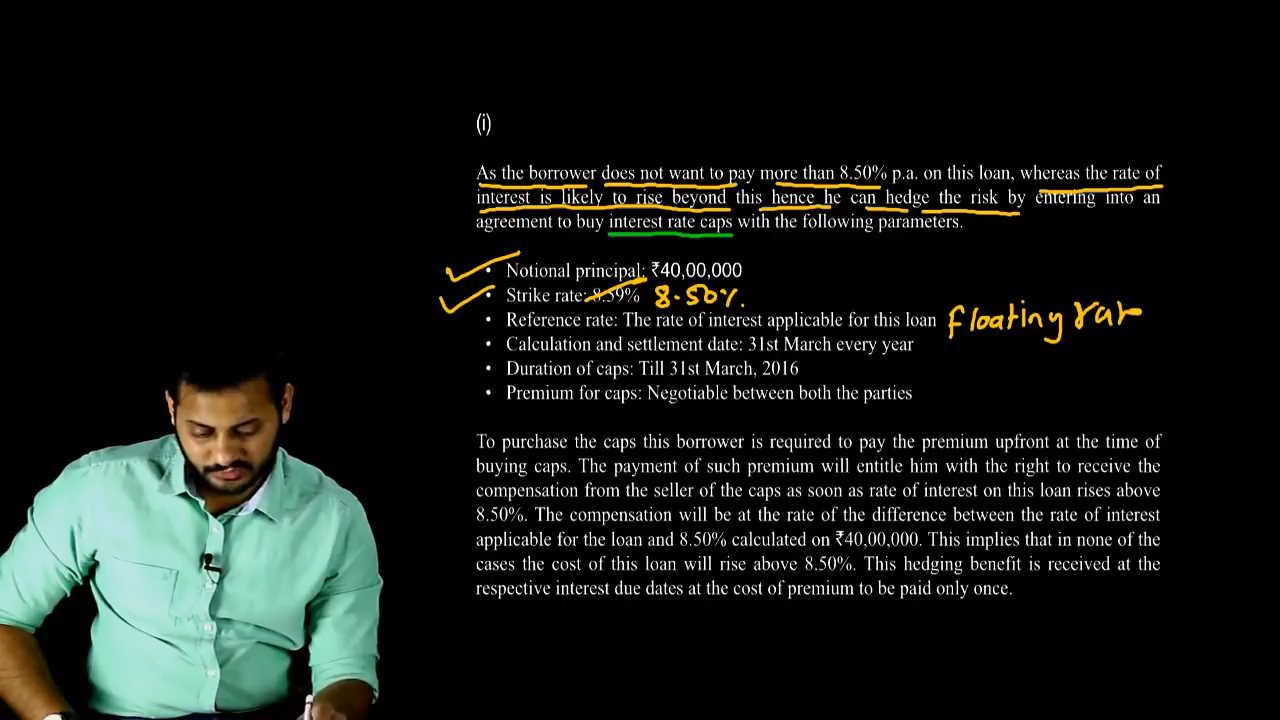 (i)
As the borrower does not want to pay more than 8.50% p.a. on this loan, whereas the rate of
interest is likely to rise beyond this hence he can hedge the risk by entering into an
agreement to buy interest rate caps with the following parameters.
• Notional principal: ₹40,00,000
• Strike rate: 8.59% 8.50%.
• Reference rate: The rate of interest applicable for this loan floating rate
• Calculation and settlement date: 31st March every year
• Duration of caps: Till 31st March, 2016
• Premium for caps: Negotiable between both the parties
To purchase the caps this borrower is required to pay the premium upfront at the time of
buying caps. The payment of such premium will entitle him with the right to receive the
compensation from the seller of the caps as soon as rate of interest on this loan rises above
8.50%. The compensation will be at the rate of the difference between the rate of interest
applicable for the loan and 8.50% calculated on ₹40,00,000. This implies that in none of the
cases the cost of this loan will rise above 8.50%. This hedging benefit is received at the
respective interest due dates at the cost of premium to be paid only once.